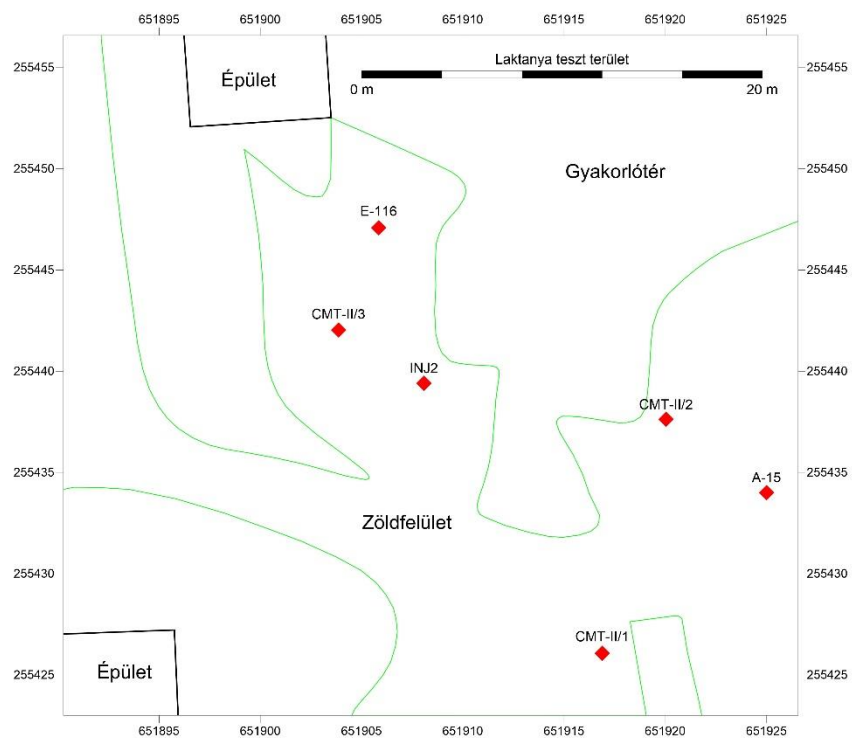 651895 651900 651905 651910 651915 651920 651925
255455 255455
Laktanya teszt terület
Épület
0 m 20 m
255450 255450
Gyakorlótér
E-116
255445 255445
CMT-II/3
255440 255440
INJ2
CMT-II/2
255435 255435
A-15
Zöldfelület
255430 255430
CMT-II/1
255425 255425
Épület
651895 651900 651905 651910 651915 651920 651925